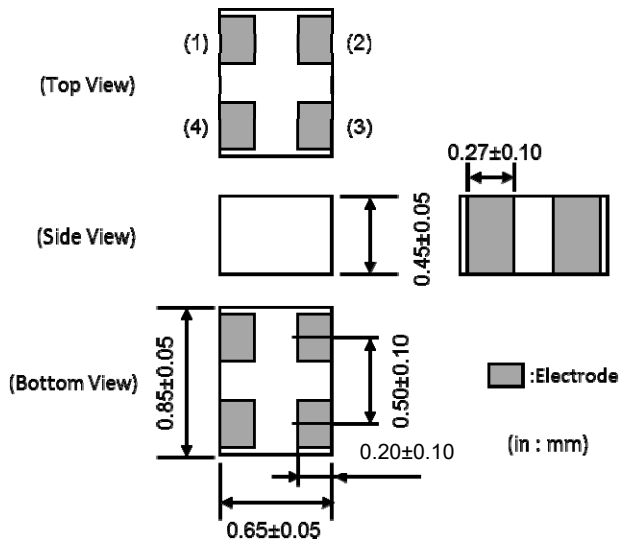 (1)
(2)
(Top View)
(4)
(3)
0.27±0.10
(Side View)
0.45±0.05
(Bottom View)
0.85±0.05
0.50±0.10
:Electrode
0.20±0.10
(in : mm)
0.65±0.05